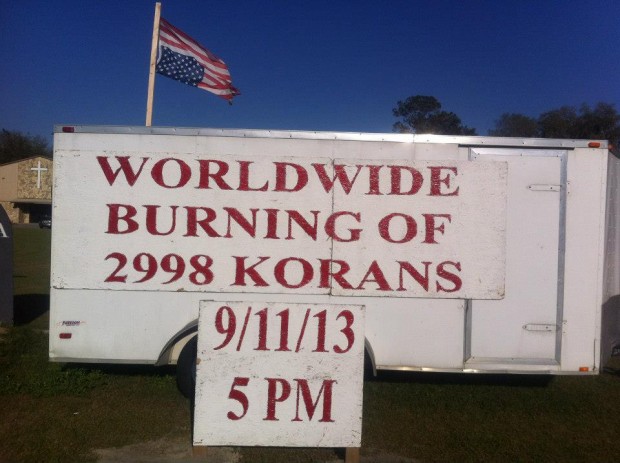 WORLDWIDE
BURNING OF
2998 KORANS
9/11/13
5 PM